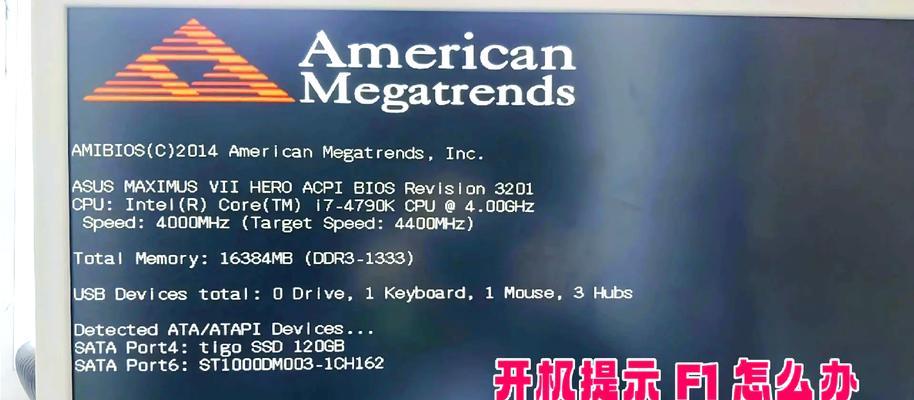 American
Megatrends
AMIBIOS(C)2014 American Megatrends, Inc.
ASUS MAXIMUS VII HERO ACPI BIOS Revision 3201
CPU: Intel(R) Core(TM) i7-4790K CPU @ 4.00GHz
Speed: 4000MHz (Target Speed: 4400MHz)
Total Memory: 16384MB (DDR3-1333)
USB Devices total: 0 Drive, 1 Keyboard, 1 Mouse, 3 Hubs
Detected ATA/ATAPI Devices...
SATA Port4: tigo SSD 120GB
SATA Port6: ST1000DM003-1CH162
开机提示 F1 怎么办